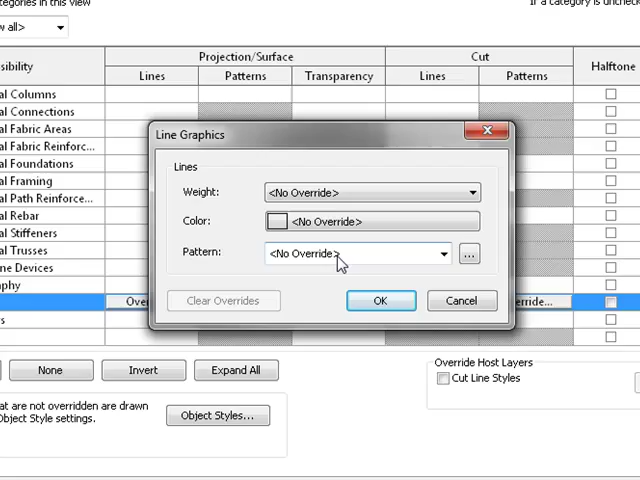 ategories in this view
If a category is uncheck
w all>
sibility
Projection/Surface
Cut
Halftone
Lines
Patterns
Transparency
Lines
Patterns
al Columns
al Connections
al Fabric Areas
al Fabric Reinforc...
al Foundations
al Framing
al Path Reinforce...
al Rebar
al Stiffeners
al Trusses
ne Devices
aphy
Over
erride...
s
Line Graphics
Lines
Weight:
<No Override>
Color:
<No Override>
Pattern:
<No Override>
...
Clear Overrides
OK
Cancel
None
Invert
Expand All
Override Host Layers
Cut Line Styles
at are not overridden are drawn
Object Style settings.
Object Styles...